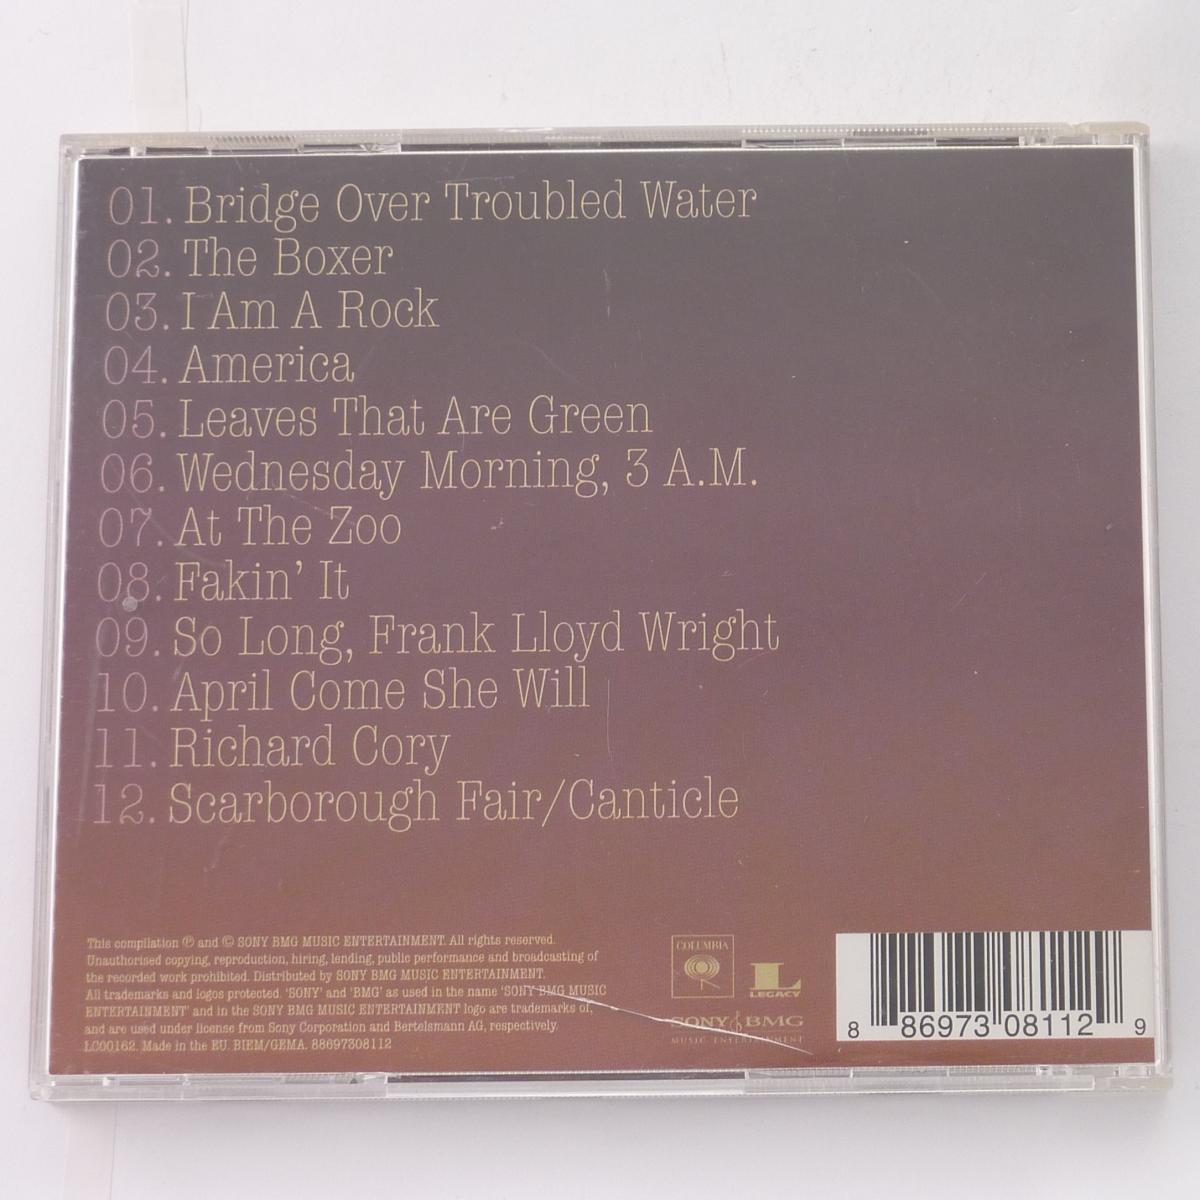 01. Bridge Over Troubled Water
02. The Boxer
03. I Am A Rock
04. America
05. Leaves That Are Green
06. Wednesday Morning, 3 A.M.
07. At The Zoo
08. Fakin' It
09. So Long, Frank Lloyd Wright
10. April Come She Will
11. Richard Cory
12. Scarborough Fair/Canticle
This compilation ℗ and © SONY BMG MUSIC ENTERTAINMENT. All rights reserved.
Unauthorised copying, reproduction, hiring, lending, public performance and broadcasting of
the recorded work prohibited. Distributed by SONY BMG MUSIC ENTERTAINMENT.
All trademarks and logos protected. 'SONY' and 'BMG' as used in the name 'SONY BMG MUSIC
ENTERTAINMENT' and in the SONY BMG MUSIC ENTERTAINMENT logo are trademarks of,
and are used under license from Sony Corporation and Bertelsmann AG, respectively.
LC00162. Made in the EU. BIEM/GEMA. 88697308112
COLUMBIA
L
LEGACY
SONY BMG
MUSIC ENTERTAINMENT
8 86973 08112 9